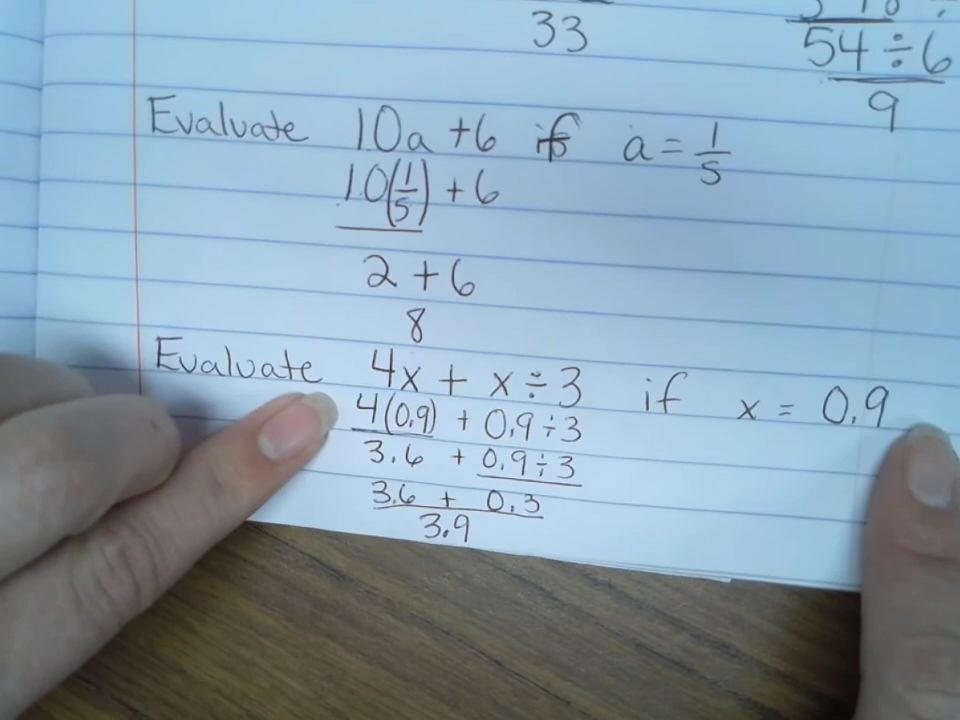 33
54 ÷ 6
9
Evaluate 10a + 6 if a = 1/5
10(1/5) + 6
2 + 6
8
Evaluate 4x + x ÷ 3 if x = 0.9
4(0.9) + 0.9 ÷ 3
3.6 + 0.9 ÷ 3
3.6 + 0.3
3.9